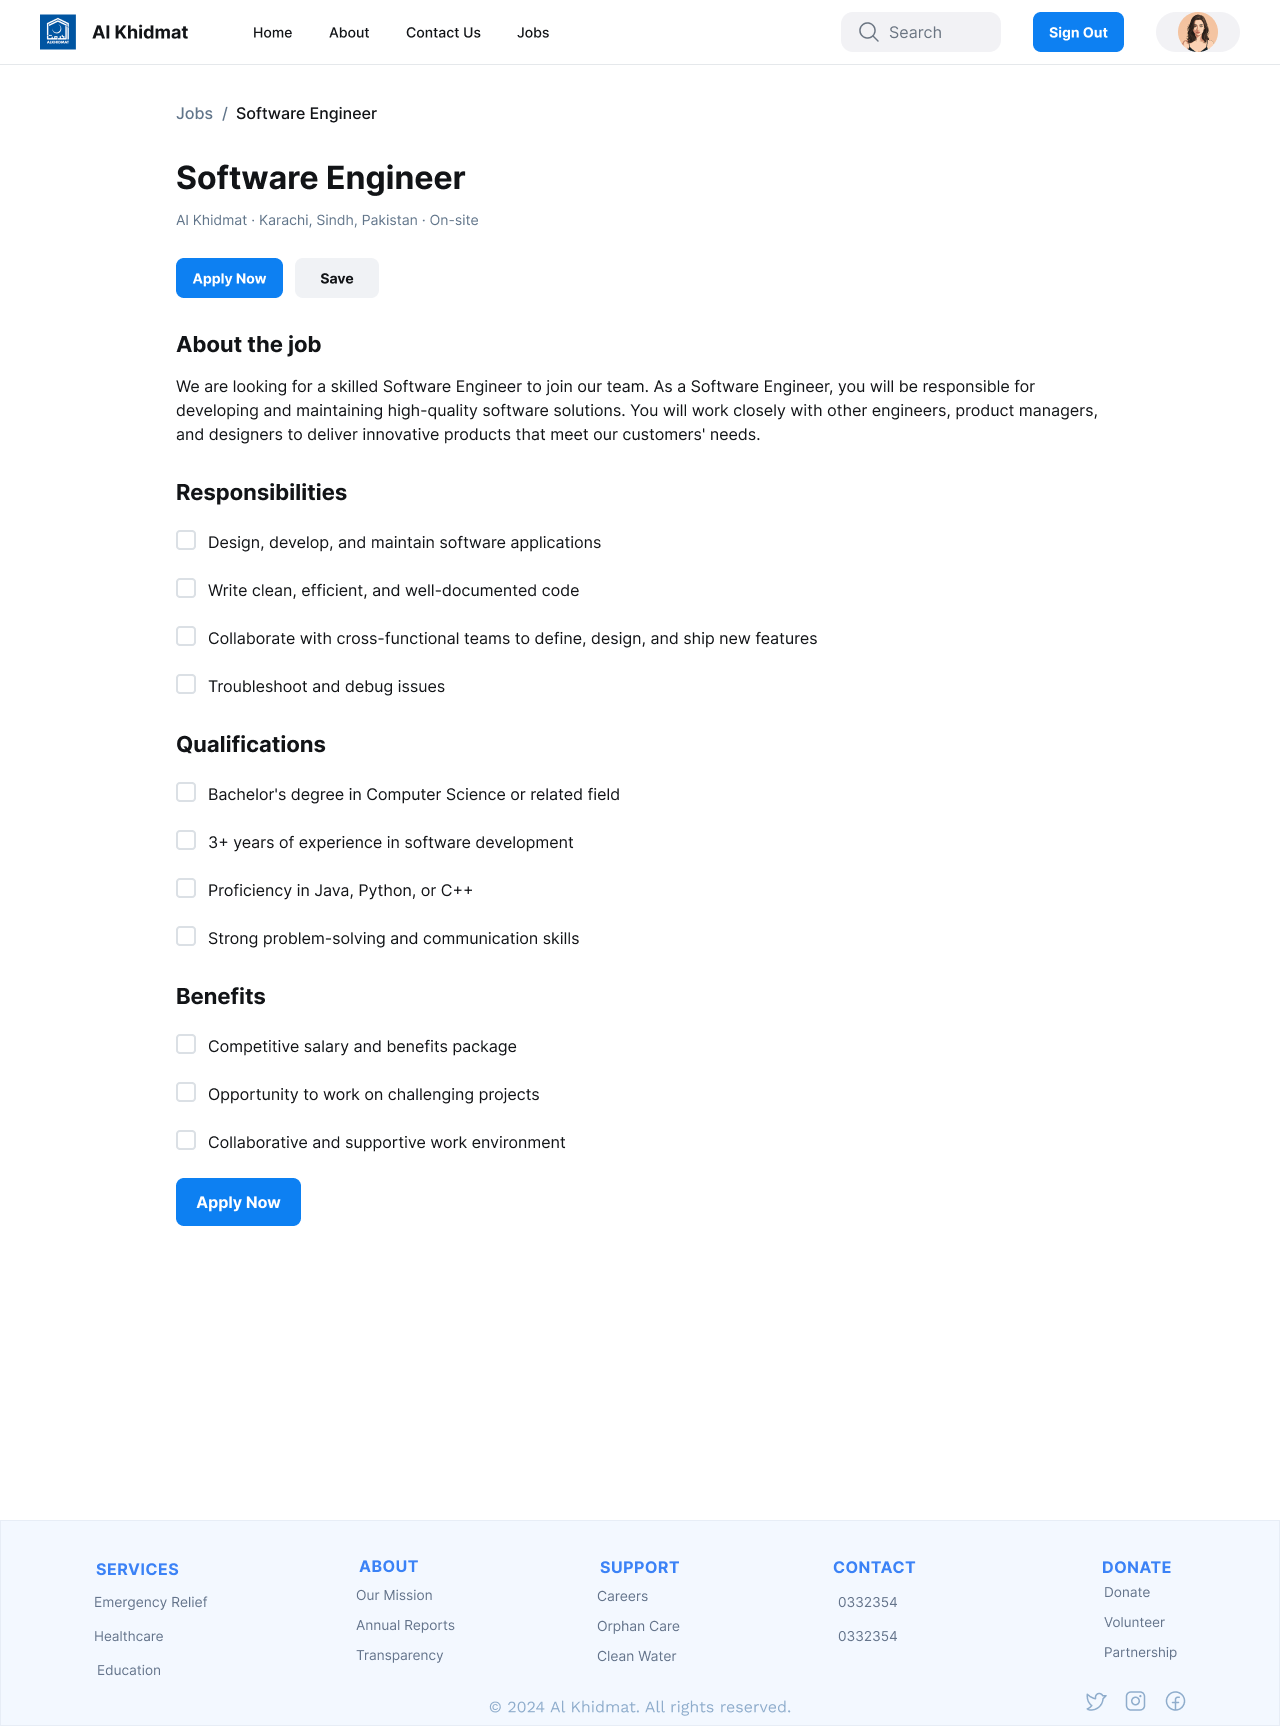 ALKHIDMAT
Al Khidmat
Home
About
Contact Us
Jobs
Search
Sign Out
Jobs / Software Engineer
Software Engineer
Al Khidmat · Karachi, Sindh, Pakistan · On-site
Apply Now
Save
About the job
We are looking for a skilled Software Engineer to join our team. As a Software Engineer, you will be responsible for
developing and maintaining high-quality software solutions. You will work closely with other engineers, product managers,
and designers to deliver innovative products that meet our customers' needs.
Responsibilities
Design, develop, and maintain software applications
Write clean, efficient, and well-documented code
Collaborate with cross-functional teams to define, design, and ship new features
Troubleshoot and debug issues
Qualifications
Bachelor's degree in Computer Science or related field
3+ years of experience in software development
Proficiency in Java, Python, or C++
Strong problem-solving and communication skills
Benefits
Competitive salary and benefits package
Opportunity to work on challenging projects
Collaborative and supportive work environment
Apply Now
SERVICES
Emergency Relief
Healthcare
Education
ABOUT
Our Mission
Annual Reports
Transparency
SUPPORT
Careers
Orphan Care
Clean Water
CONTACT
0332354
0332354
DONATE
Donate
Volunteer
Partnership
© 2024 Al Khidmat. All rights reserved.